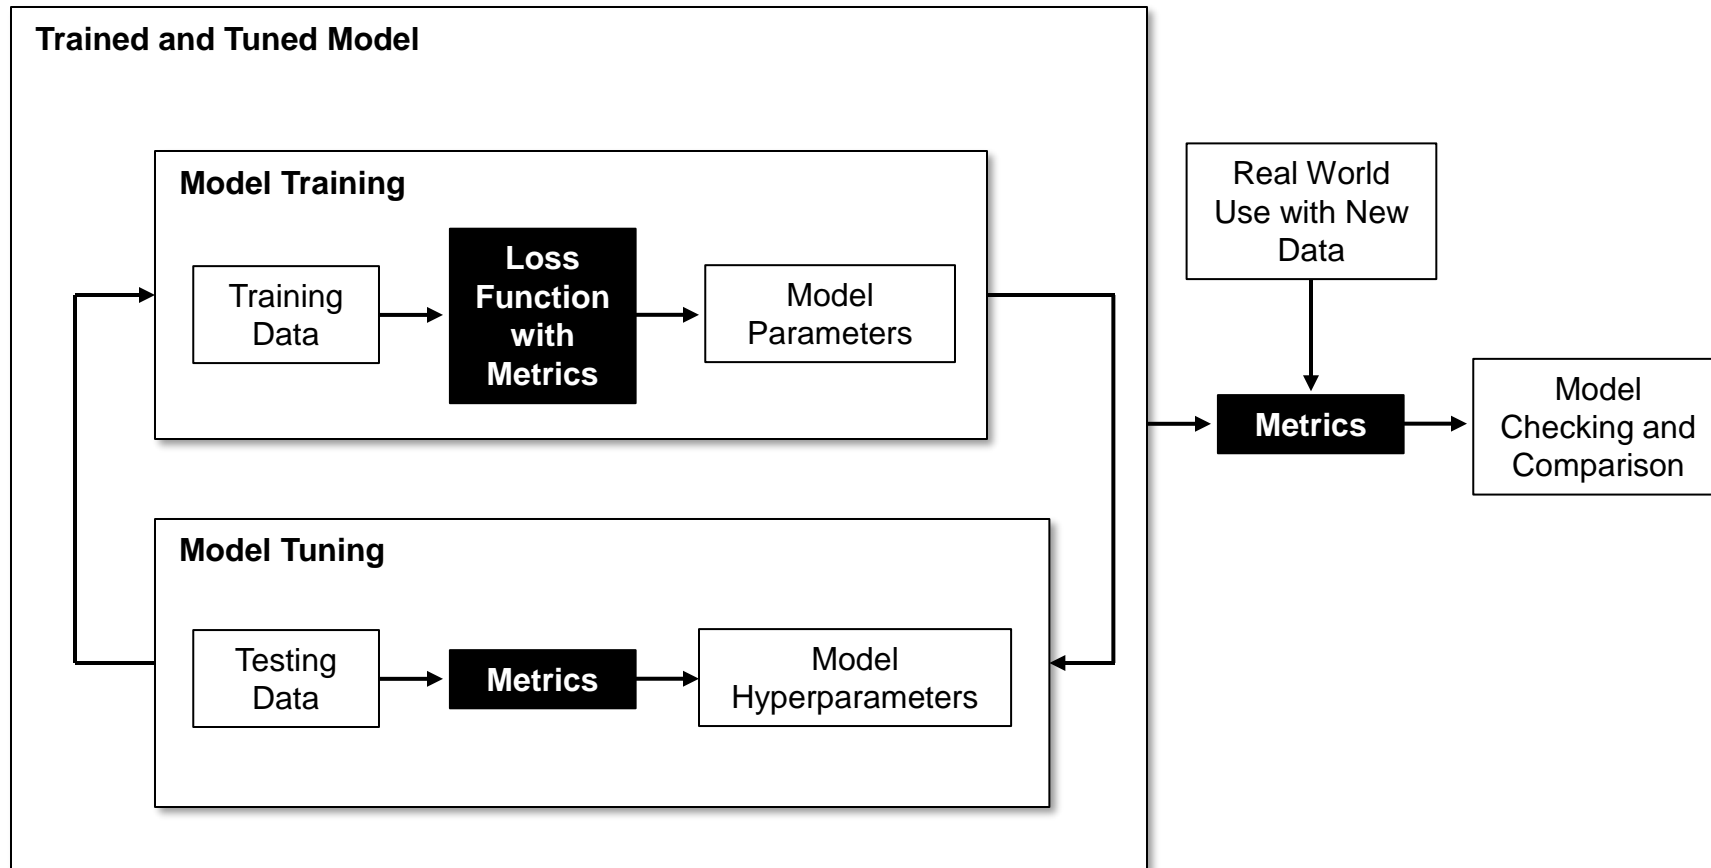 Trained and Tuned Model
Model Training
Training
Data
Loss
Function
with
Metrics
Model
Parameters
Model Tuning
Testing
Data
Metrics
Model
Hyperparameters
Real World
Use with New
Data
Metrics
Model
Checking and
Comparison